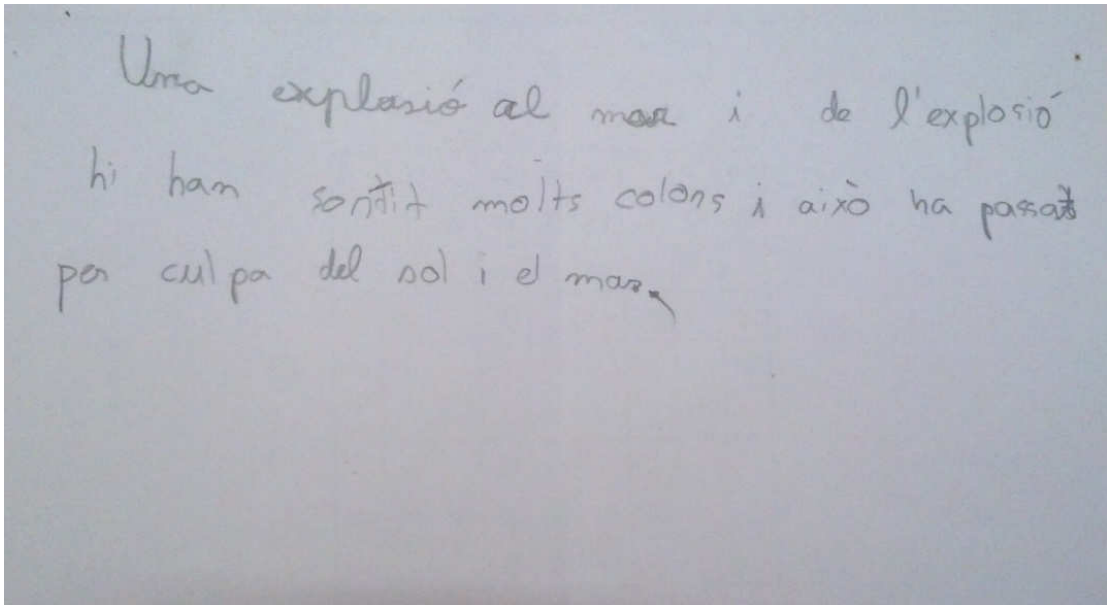 Una explosió al mar i de l'explosió
hi han sortit molts colors i això ha passat
per culpa del sol i el mar.